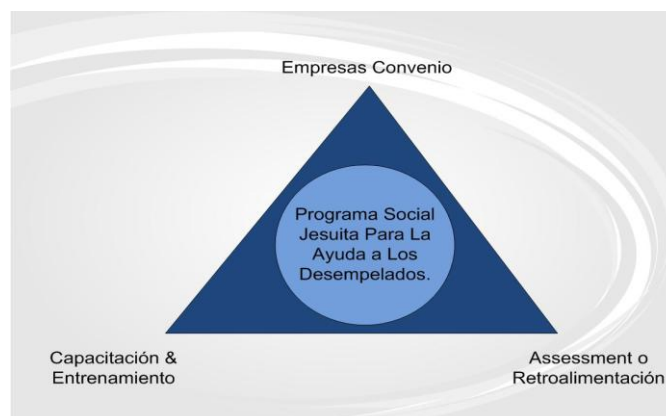 Empresas Convenio
Programa Social
Jesuita Para La
Ayuda a Los
Desempelados.
Capacitación &
Entrenamiento
Assessment o
Retroalimentación